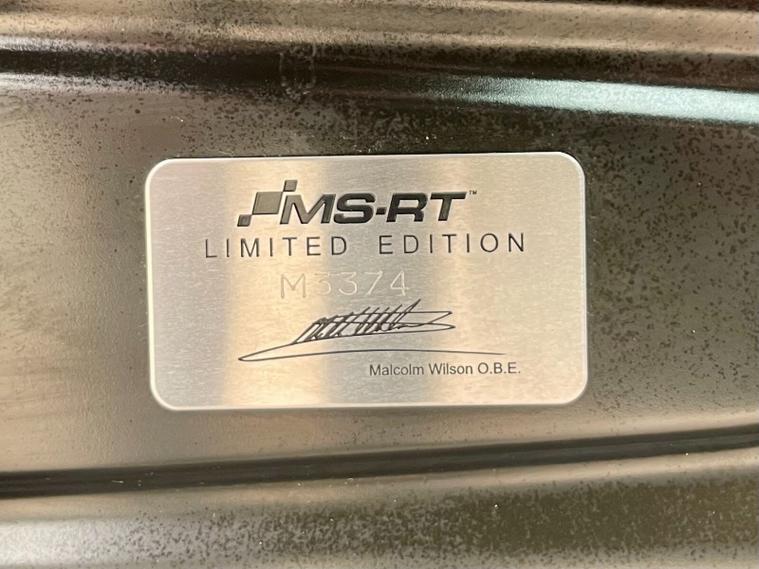 MS-RT™
LIMITED EDITION
M3374
Malcolm Wilson O.B.E.